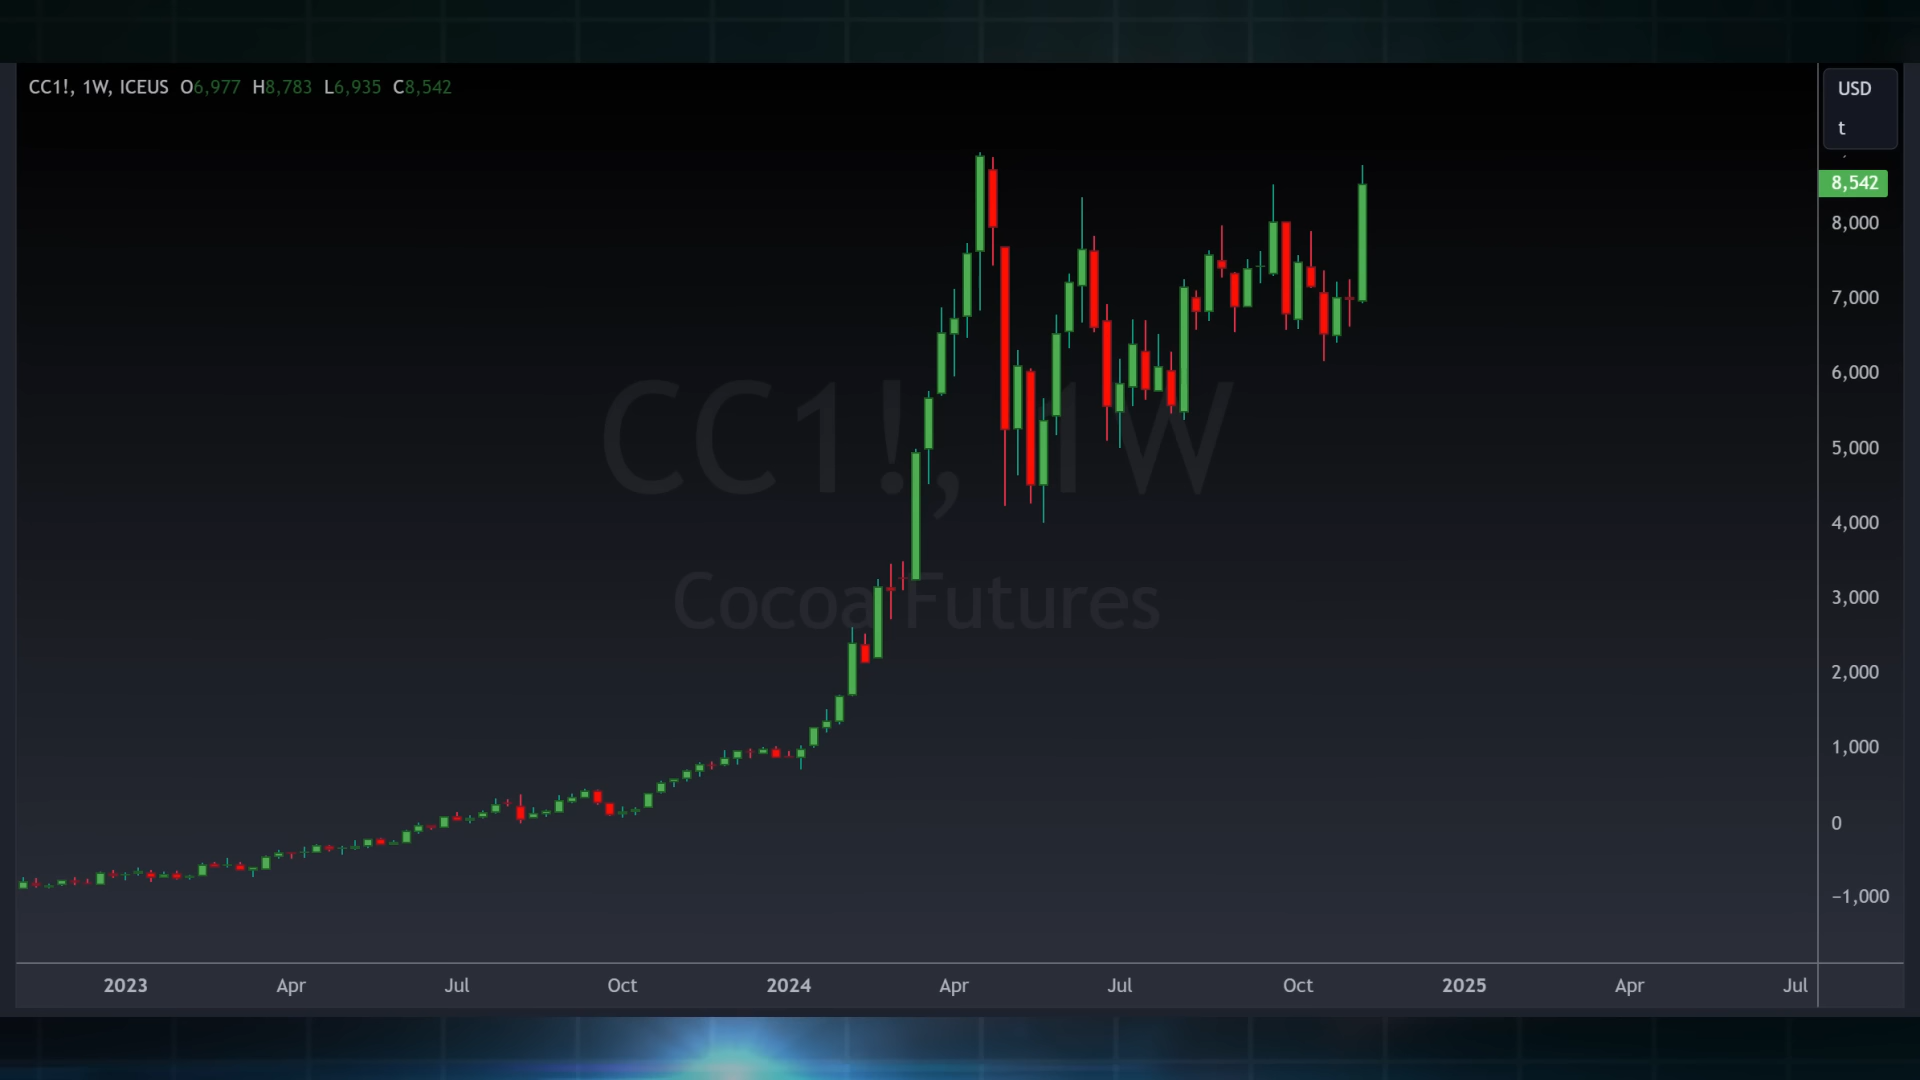 CC1!, 1W, ICEUS O6,977 H8,783 L6,935 C8,542
USD
t
8,542
8,000
7,000
6,000
5,000
4,000
3,000
2,000
1,000
0
−1,000
CC1!, 1W
Cocoa Futures
2023 Apr Jul Oct 2024 Apr Jul Oct 2025 Apr Jul